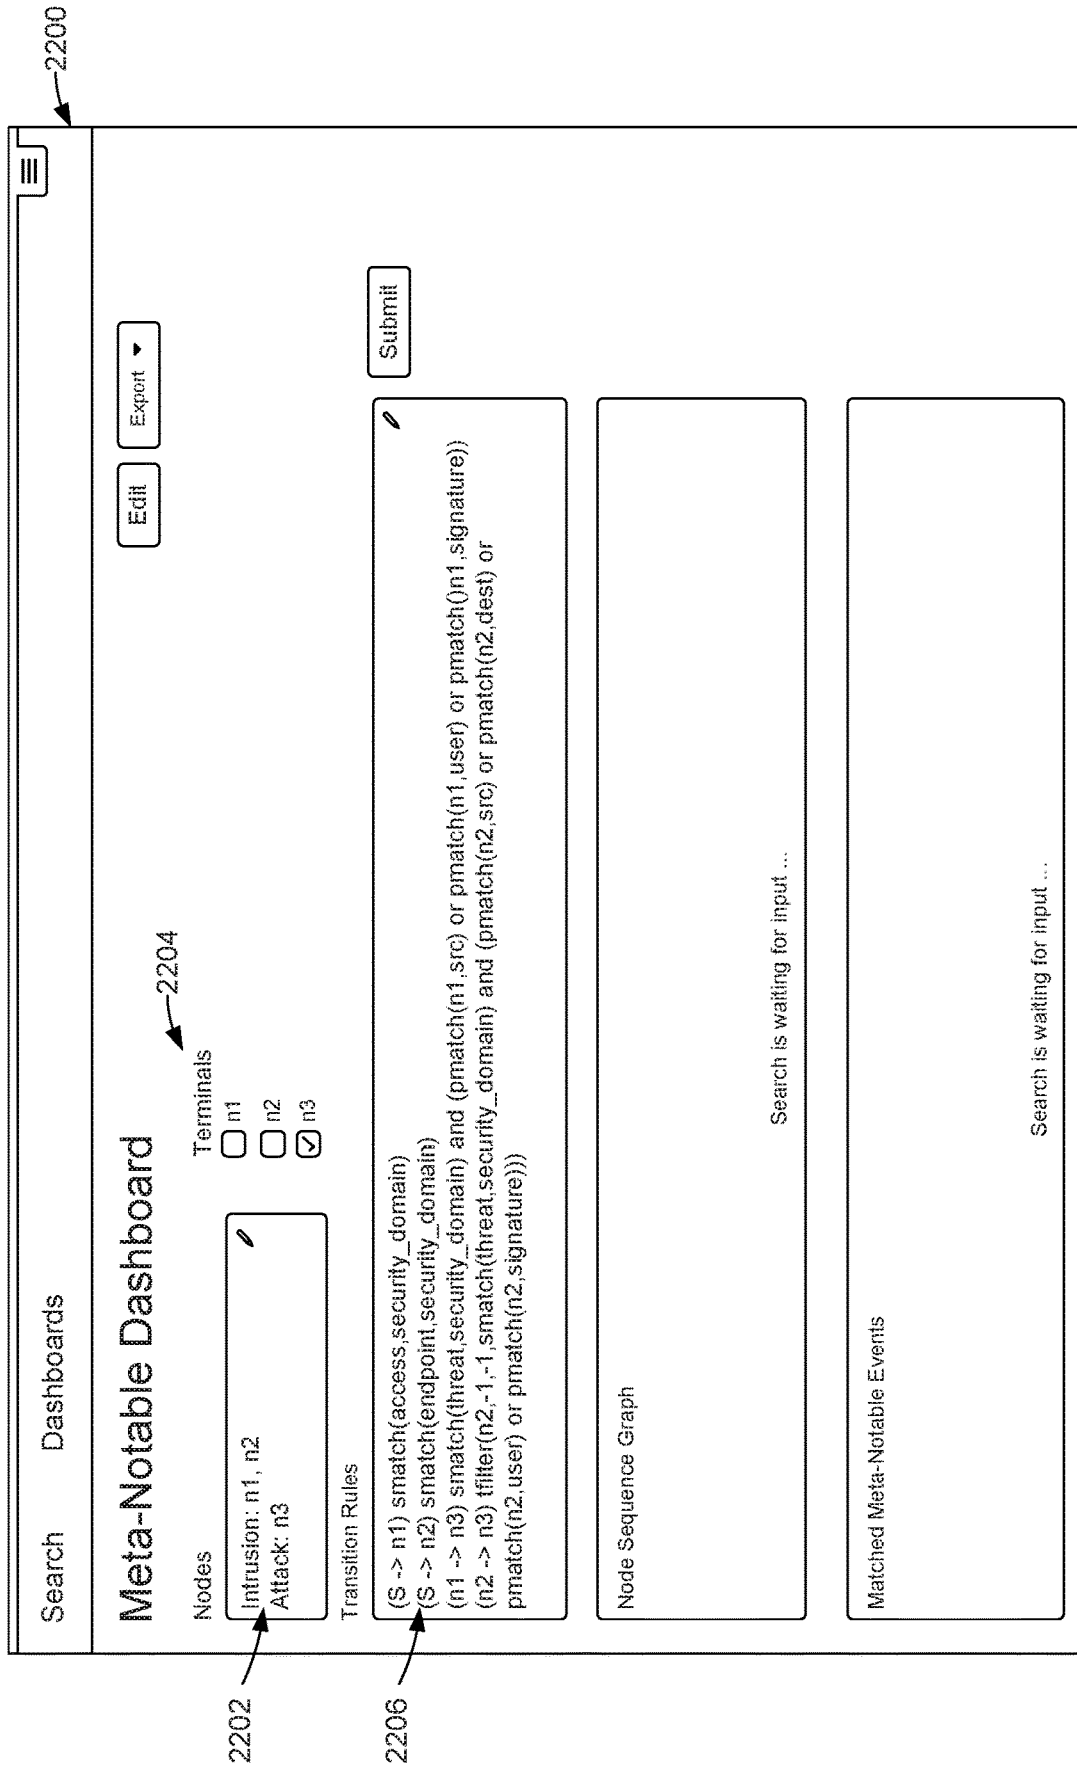 2200
Search Dashboards
Meta-Notable Dashboard
Edit Export
2204
Nodes
Terminals
2202
Intrusion: n1, n2
Attack: n3
n1
n2
n3
Transition Rules
Submit
2206
(S -> n1) smatch(access,security_domain)
(S -> n2) smatch(endpoint,security_domain)
(n1 -> n3) smatch(threat,security_domain) and (pmatch(n1,src) or pmatch(n1,user) or pmatch()n1,signature))
(n2 -> n3) tfilter(n2,-1,-1,smatch(threat,security_domain) and (pmatch(n2,src) or pmatch(n2,dest) or
pmatch(n2,user) or pmatch(n2,signature)))
Node Sequence Graph
Search is waiting for input ...
Matched Meta-Notable Events
Search is waiting for input ...